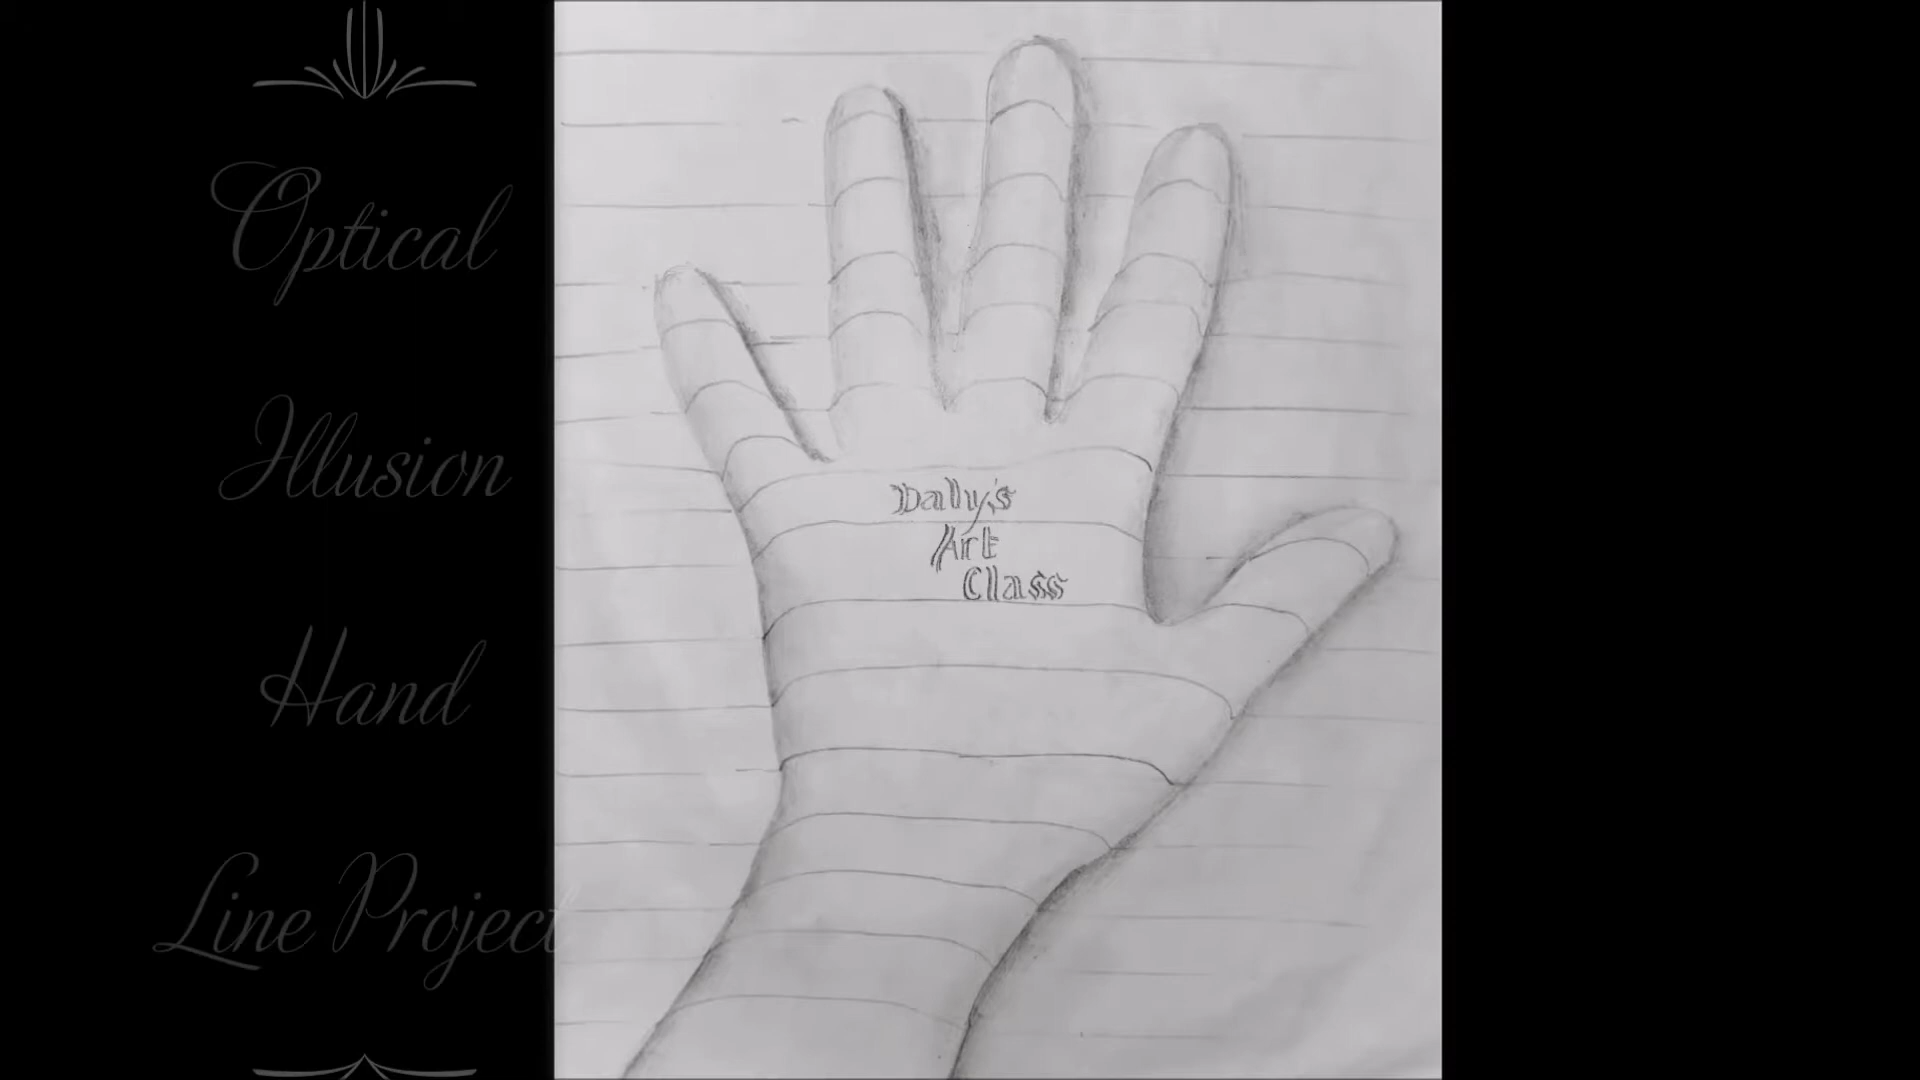 Optical
Illusion
Hand
Line Project
Daly's
Art
Class